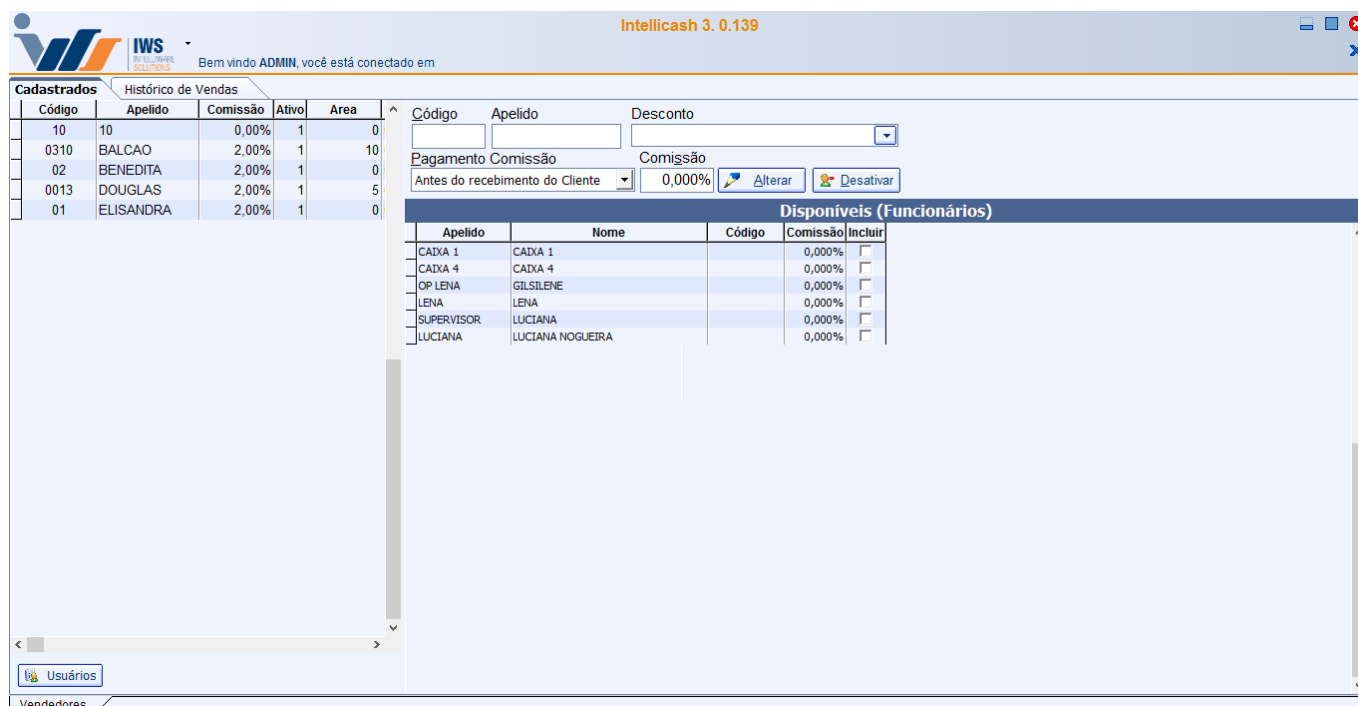 Intellicash 3. 0.139
IWS
INTELLIWARE
SOLUTIONS
Bem vindo ADMIN, você está conectado em
Cadastrados Histórico de Vendas
Código Apelido Comissão Ativo Area
10 10 0,00% 1 0
0310 BALCAO 2,00% 1 10
02 BENEDITA 2,00% 1 0
0013 DOUGLAS 2,00% 1 5
01 ELISANDRA 2,00% 1 0
Código Apelido Desconto
Pagamento Comissão Comissão
Antes do recebimento do Cliente 0,000% Alterar Desativar
Disponíveis (Funcionários)
Apelido Nome Código Comissão Incluir
CAIXA 1 CAIXA 1 0,000%
CAIXA 4 CAIXA 4 0,000%
OP LENA GILSILENE 0,000%
LENA LENA 0,000%
SUPERVISOR LUCIANA 0,000%
LUCIANA LUCIANA NOGUEIRA 0,000%
Usuários
Vendedores